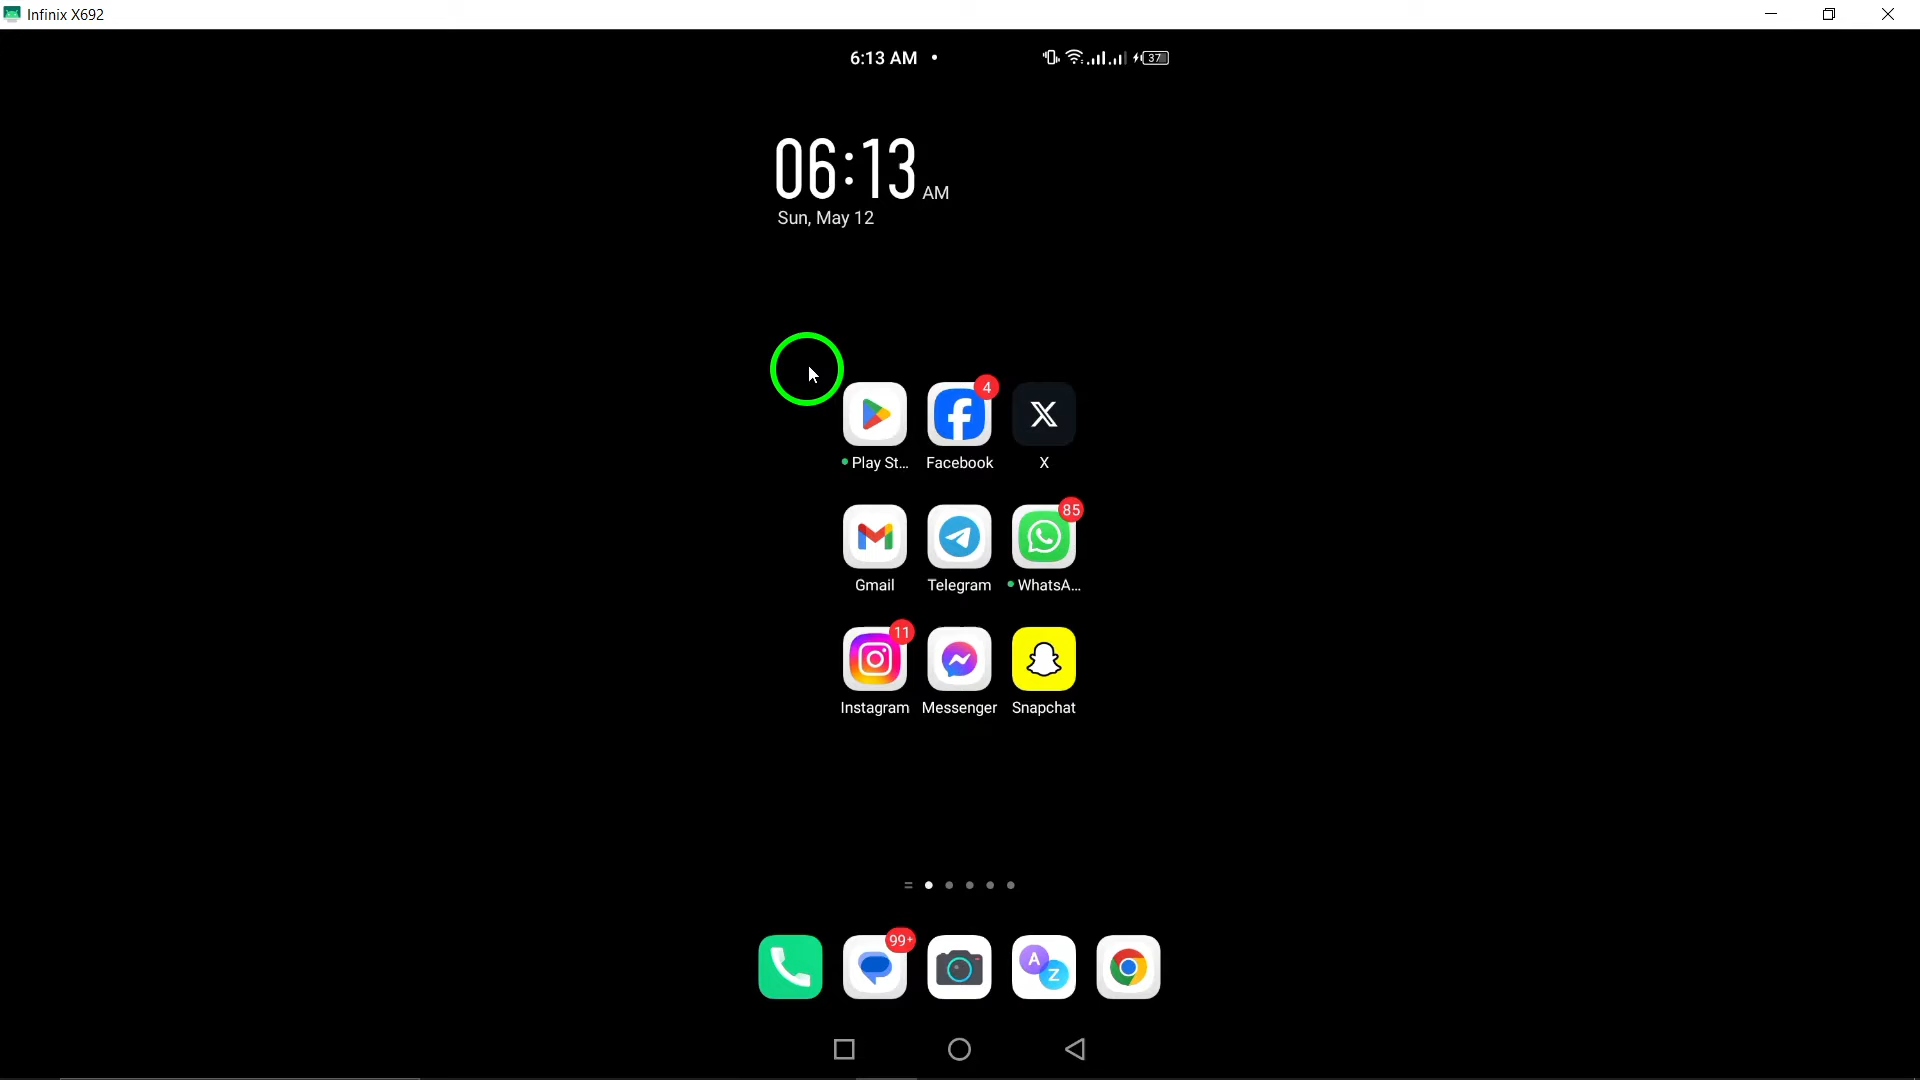 Infinix X692
6:13 AM
37
06:13 AM
Sun, May 12
4
Play St... Facebook X
85
Gmail Telegram WhatsA...
11
Instagram Messenger Snapchat
99+
A Z